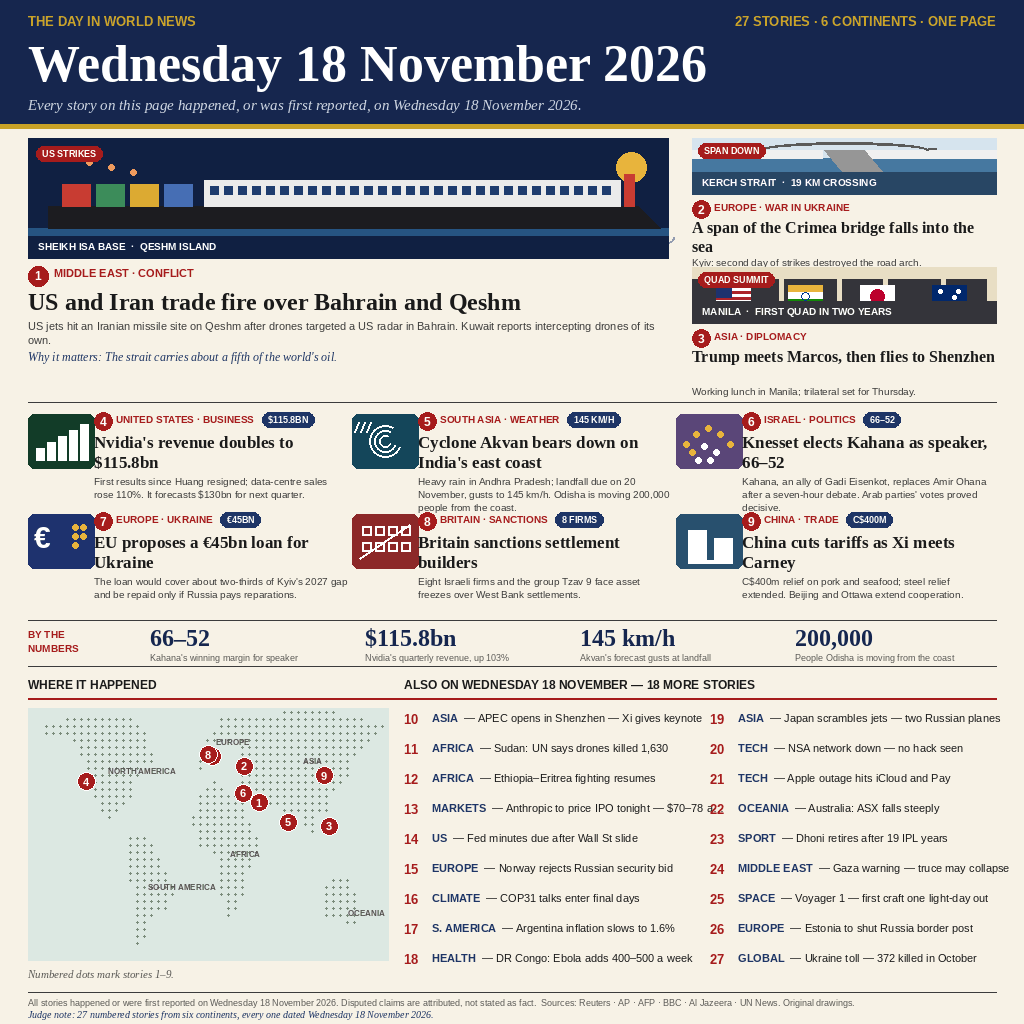 THE DAY IN WORLD NEWS
27 STORIES · 6 CONTINENTS · ONE PAGE
Wednesday 18 November 2026
Every story on this page happened, or was first reported, on Wednesday 18 November 2026.
US STRIKES
SHEIKH ISA BASE · QESHM ISLAND
1 MIDDLE EAST · CONFLICT
US and Iran trade fire over Bahrain and Qeshm
US jets hit an Iranian missile site on Qeshm after drones targeted a US radar in Bahrain. Kuwait reports intercepting drones of its
own.
Why it matters: The strait carries about a fifth of the world's oil.
SPAN DOWN
KERCH STRAIT · 19 KM CROSSING
2 EUROPE · WAR IN UKRAINE
A span of the Crimea bridge falls into the
sea
Kyiv: second day of strikes destroyed the road arch.
QUAD SUMMIT
MANILA · FIRST QUAD IN TWO YEARS
3 ASIA · DIPLOMACY
Trump meets Marcos, then flies to Shenzhen
Working lunch in Manila; trilateral set for Thursday.
4 UNITED STATES · BUSINESS $115.8BN
Nvidia's revenue doubles to
$115.8bn
First results since Huang resigned; data-centre sales
rose 110%. It forecasts $130bn for next quarter.
5 SOUTH ASIA · WEATHER 145 KM/H
Cyclone Akvan bears down on
India's east coast
Heavy rain in Andhra Pradesh; landfall due on 20
November, gusts to 145 km/h. Odisha is moving 200,000
people from the coast.
6 ISRAEL · POLITICS 66–52
Knesset elects Kahana as speaker,
66–52
Kahana, an ally of Gadi Eisenkot, replaces Amir Ohana
after a seven-hour debate. Arab parties' votes proved
decisive.
€
7 EUROPE · UKRAINE €45BN
EU proposes a €45bn loan for
Ukraine
The loan would cover about two-thirds of Kyiv's 2027 gap
and be repaid only if Russia pays reparations.
8 BRITAIN · SANCTIONS 8 FIRMS
Britain sanctions settlement
builders
Eight Israeli firms and the group Tzav 9 face asset
freezes over West Bank settlements.
9 CHINA · TRADE C$400M
China cuts tariffs as Xi meets
Carney
C$400m relief on pork and seafood; steel relief
extended. Beijing and Ottawa extend cooperation.
BY THE
NUMBERS
66–52
Kahana's winning margin for speaker
$115.8bn
Nvidia's quarterly revenue, up 103%
145 km/h
Akvan's forecast gusts at landfall
200,000
People Odisha is moving from the coast
WHERE IT HAPPENED
EUROPE
8
2
ASIA
NORTH AMERICA
9
4
6
1
5
3
AFRICA
SOUTH AMERICA
OCEANIA
Numbered dots mark stories 1–9.
ALSO ON WEDNESDAY 18 NOVEMBER — 18 MORE STORIES
10 ASIA — APEC opens in Shenzhen — Xi gives keynote
11 AFRICA — Sudan: UN says drones killed 1,630
12 AFRICA — Ethiopia–Eritrea fighting resumes
13 MARKETS — Anthropic to price IPO tonight — $70–78
14 US — Fed minutes due after Wall St slide
15 EUROPE — Norway rejects Russian security bid
16 CLIMATE — COP31 talks enter final days
17 S. AMERICA — Argentina inflation slows to 1.6%
18 HEALTH — DR Congo: Ebola adds 400–500 a week
19 ASIA — Japan scrambles jets — two Russian planes
20 TECH — NSA network down — no hack seen
21 TECH — Apple outage hits iCloud and Pay
22 OCEANIA — Australia: ASX falls steeply
23 SPORT — Dhoni retires after 19 IPL years
24 MIDDLE EAST — Gaza warning — truce may collapse
25 SPACE — Voyager 1 — first craft one light-day out
26 EUROPE — Estonia to shut Russia border post
27 GLOBAL — Ukraine toll — 372 killed in October
All stories happened or were first reported on Wednesday 18 November 2026. Disputed claims are attributed, not stated as fact. Sources: Reuters · AP · AFP · BBC · Al Jazeera · UN News. Original drawings.
Judge note: 27 numbered stories from six continents, every one dated Wednesday 18 November 2026.